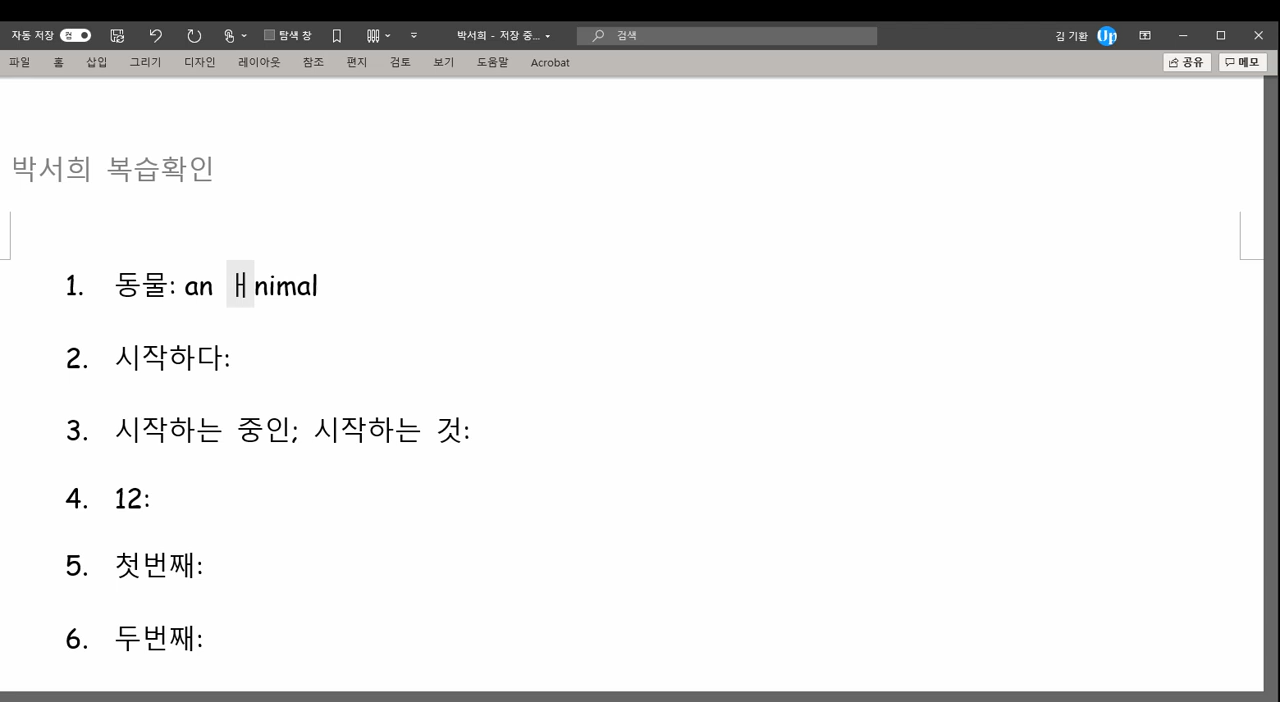 자동 저장 켬 탐색 창 박서희 - 저장 중... 검색 김 기환 Up
파일 홈 삽입 그리기 디자인 레이아웃 참조 편지 검토 보기 도움말 Acrobat 공유 메모
박서희 복습확인
1. 동물: an ㅐnimal
2. 시작하다:
3. 시작하는 중인; 시작하는 것:
4. 12:
5. 첫번째:
6. 두번째: